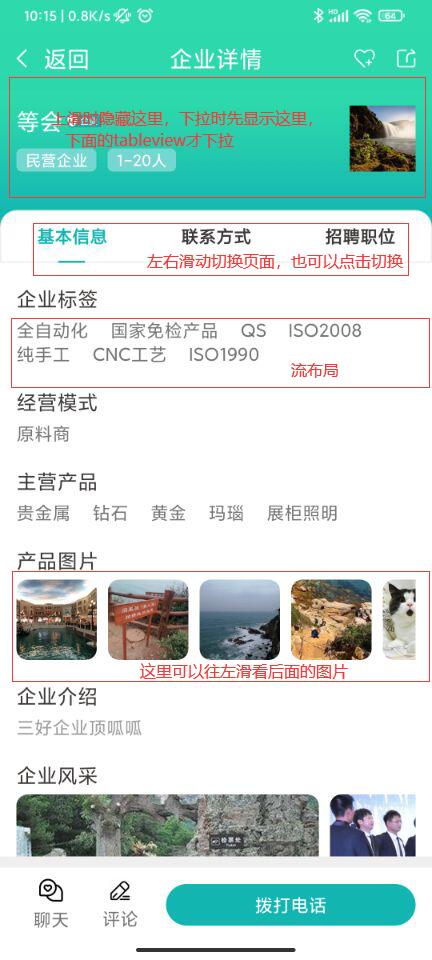 10:15 | 0.8K/s
HD
64
返回
企业详情
等会
上滑时隐藏这里，下拉时先显示这里，
下面的tableview才下拉
民营企业
1-20人
基本信息
联系方式
招聘职位
左右滑动切换页面，也可以点击切换
企业标签
全自动化 国家免检产品 QS ISO2008
纯手工 CNC工艺 ISO1990
流布局
经营模式
原料商
主营产品
贵金属 钻石 黄金 玛瑙 展柜照明
产品图片
这里可以往左滑看后面的图片
企业介绍
三好企业顶呱呱
企业风采
聊天
评论
拨打电话